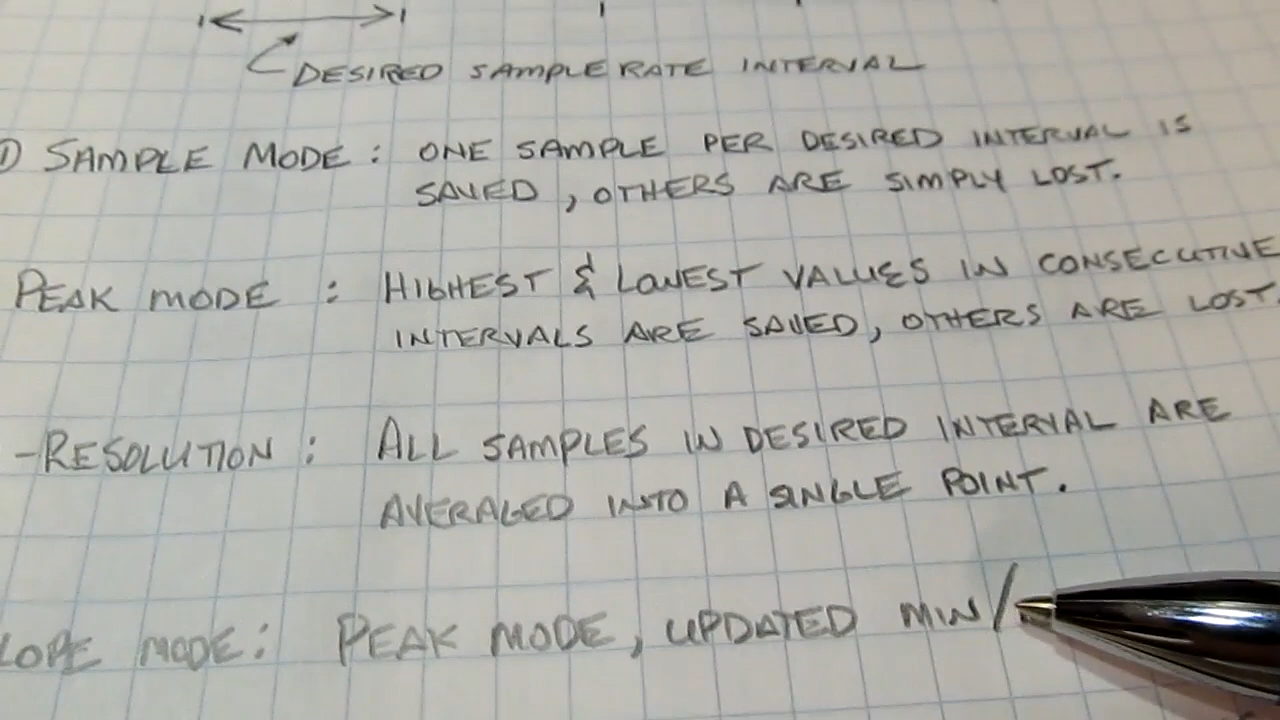 DESIRED SAMPLE RATE INTERVAL
1) SAMPLE MODE: ONE SAMPLE PER DESIRED INTERVAL IS
SAVED, OTHERS ARE SIMPLY LOST.
PEAK MODE : HIGHEST & LOWEST VALUES IN CONSECUTIVE
INTERVALS ARE SAVED, OTHERS ARE LOST.
-RESOLUTION : ALL SAMPLES IN DESIRED INTERVAL ARE
AVERAGED INTO A SINGLE POINT.
LOPE MODE: PEAK MODE, UPDATED MIN/